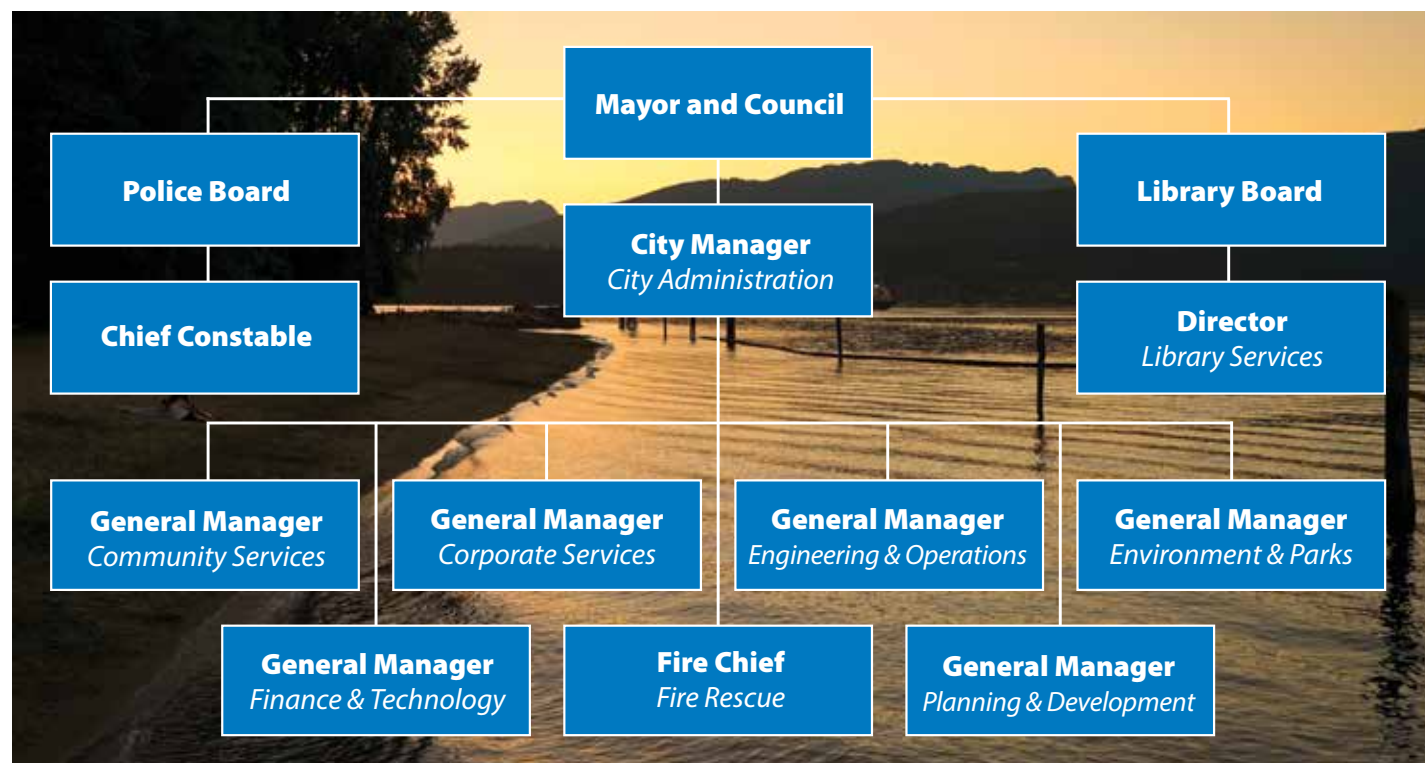 Mayor and Council
Police Board
Library Board
City Manager
City Administration
Chief Constable
Director
Library Services
General Manager
Community Services
General Manager
Corporate Services
General Manager
Engineering & Operations
General Manager
Environment & Parks
General Manager
Finance & Technology
Fire Chief
Fire Rescue
General Manager
Planning & Development